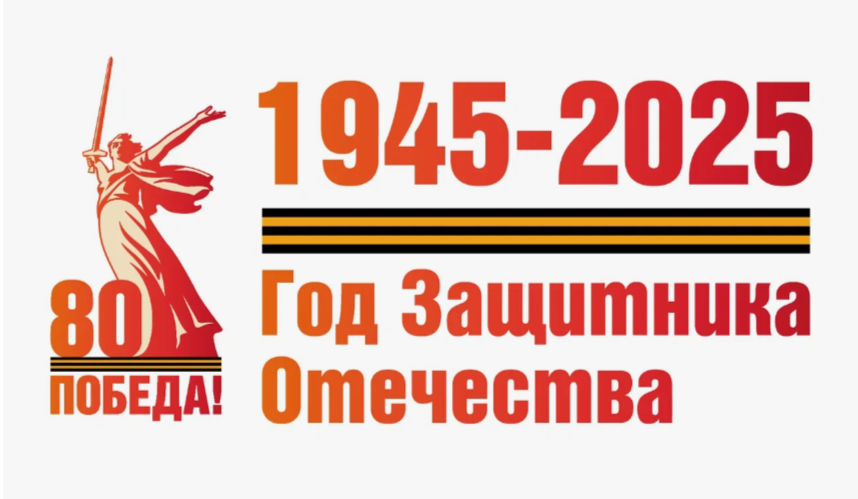 80
ПОБЕДА!
1945-2025
Год Защитника
Отечества